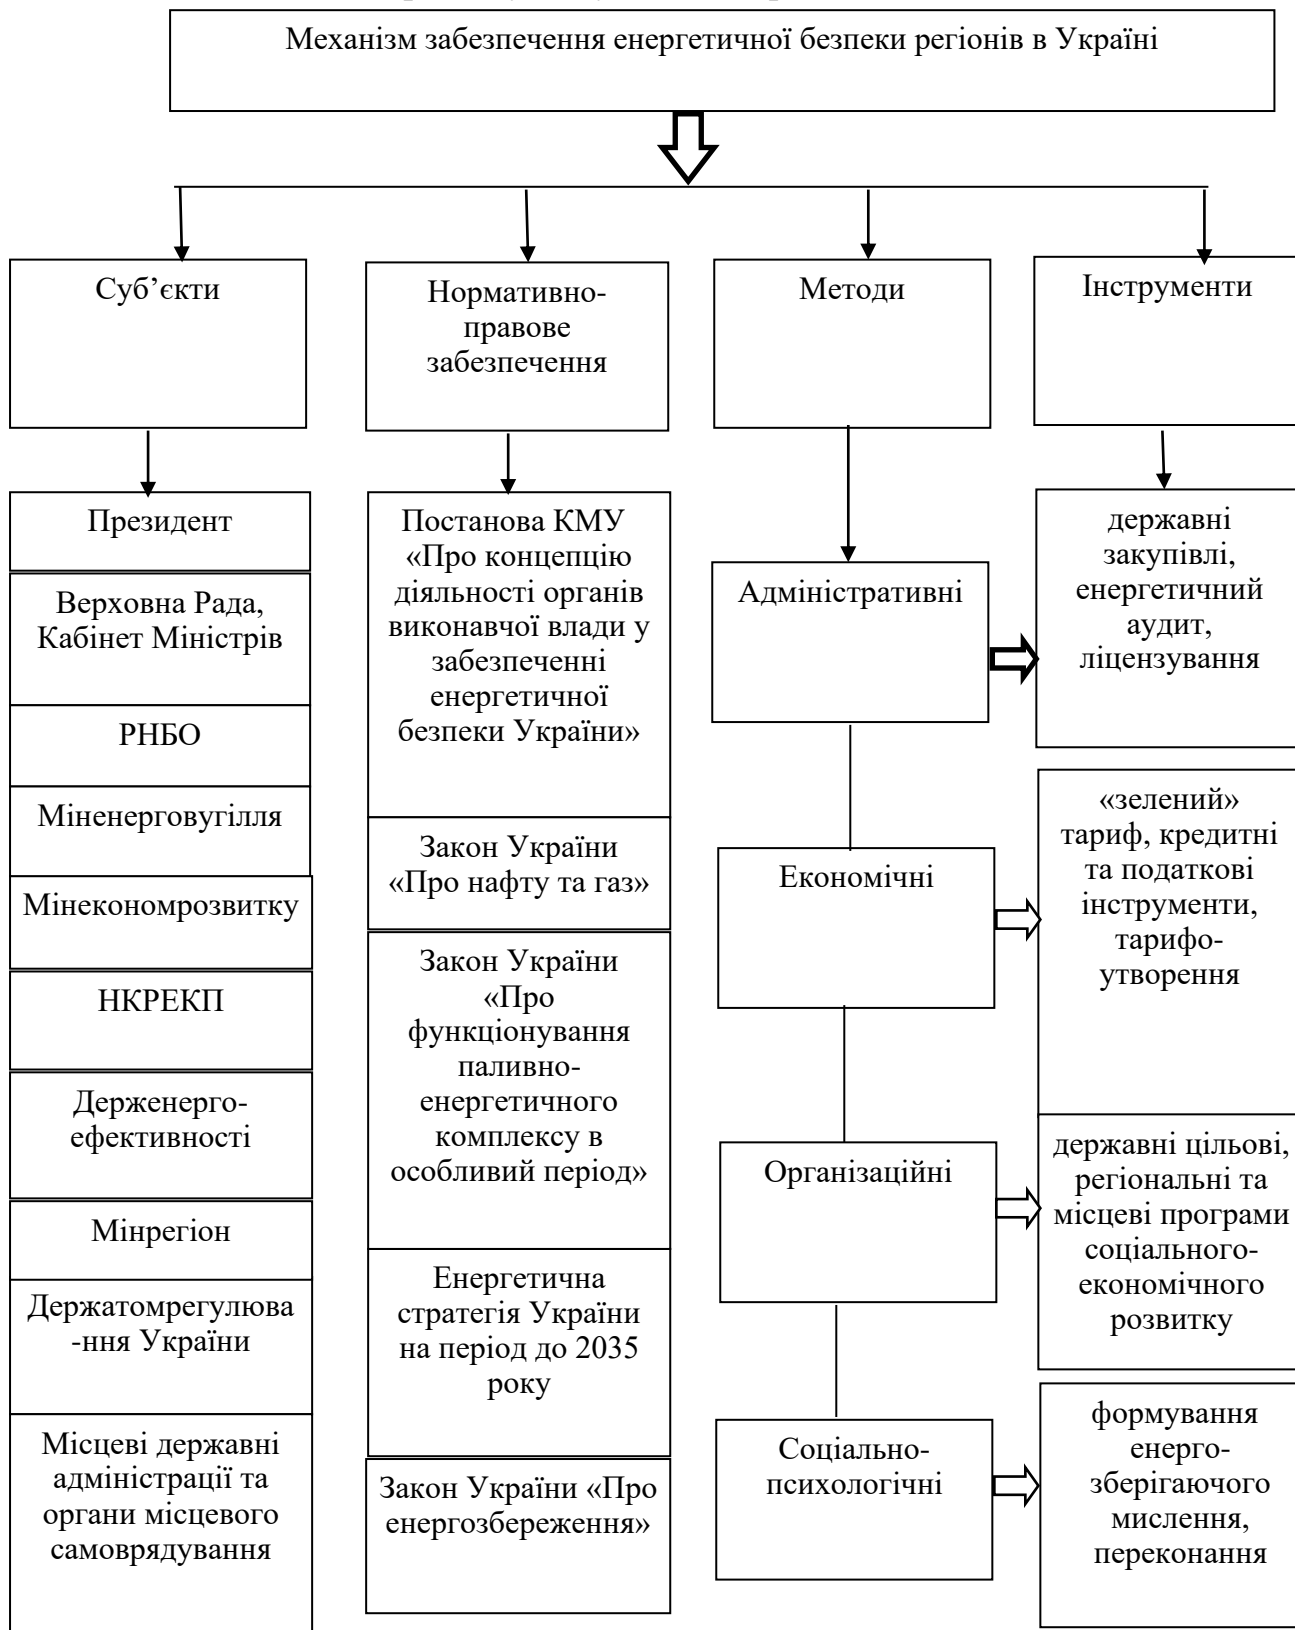 Механізм забезпечення енергетичної безпеки регіонів в Україні
Суб’єкти
Нормативно-
правове
забезпечення
Методи
Інструменти
Президент
Верховна Рада,
Кабінет Міністрів
РНБО
Міненерговугілля
Мінекономрозвитку
НКРЕКП
Держенерго-
ефективності
Мінрегіон
Держатомрегулюва
-ння України
Місцеві державні
адміністрації та
органи місцевого
самоврядування
Постанова КМУ
«Про концепцію
діяльності органів
виконавчої влади у
забезпеченні
енергетичної
безпеки України»
Закон України
«Про нафту та газ»
Закон України
«Про
функціонування
паливно-
енергетичного
комплексу в
особливий період»
Енергетична
стратегія України
на період до 2035
року
Закон України «Про
енергозбереження»
Адміністративні
Економічні
Організаційні
Соціально-
психологічні
державні
закупівлі,
енергетичний
аудит,
ліцензування
«зелений»
тариф, кредитні
та податкові
інструменти,
тарифо-
утворення
державні цільові,
регіональні та
місцеві програми
соціального-
економічного
розвитку
формування
енерго-
зберігаючого
мислення,
переконання